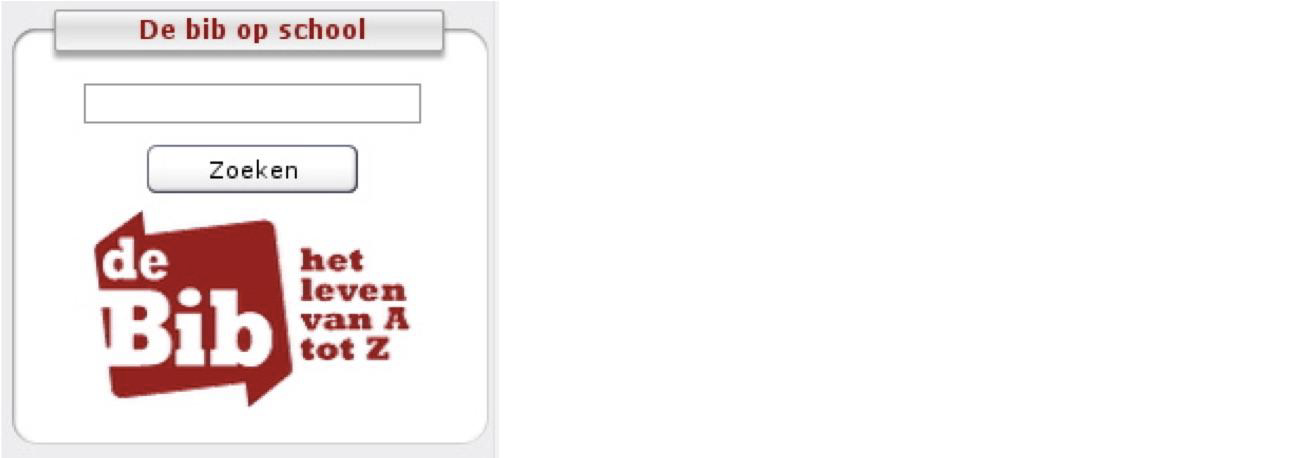 De bib op school
Zoeken
de
Bib
het
leven
van A
tot Z